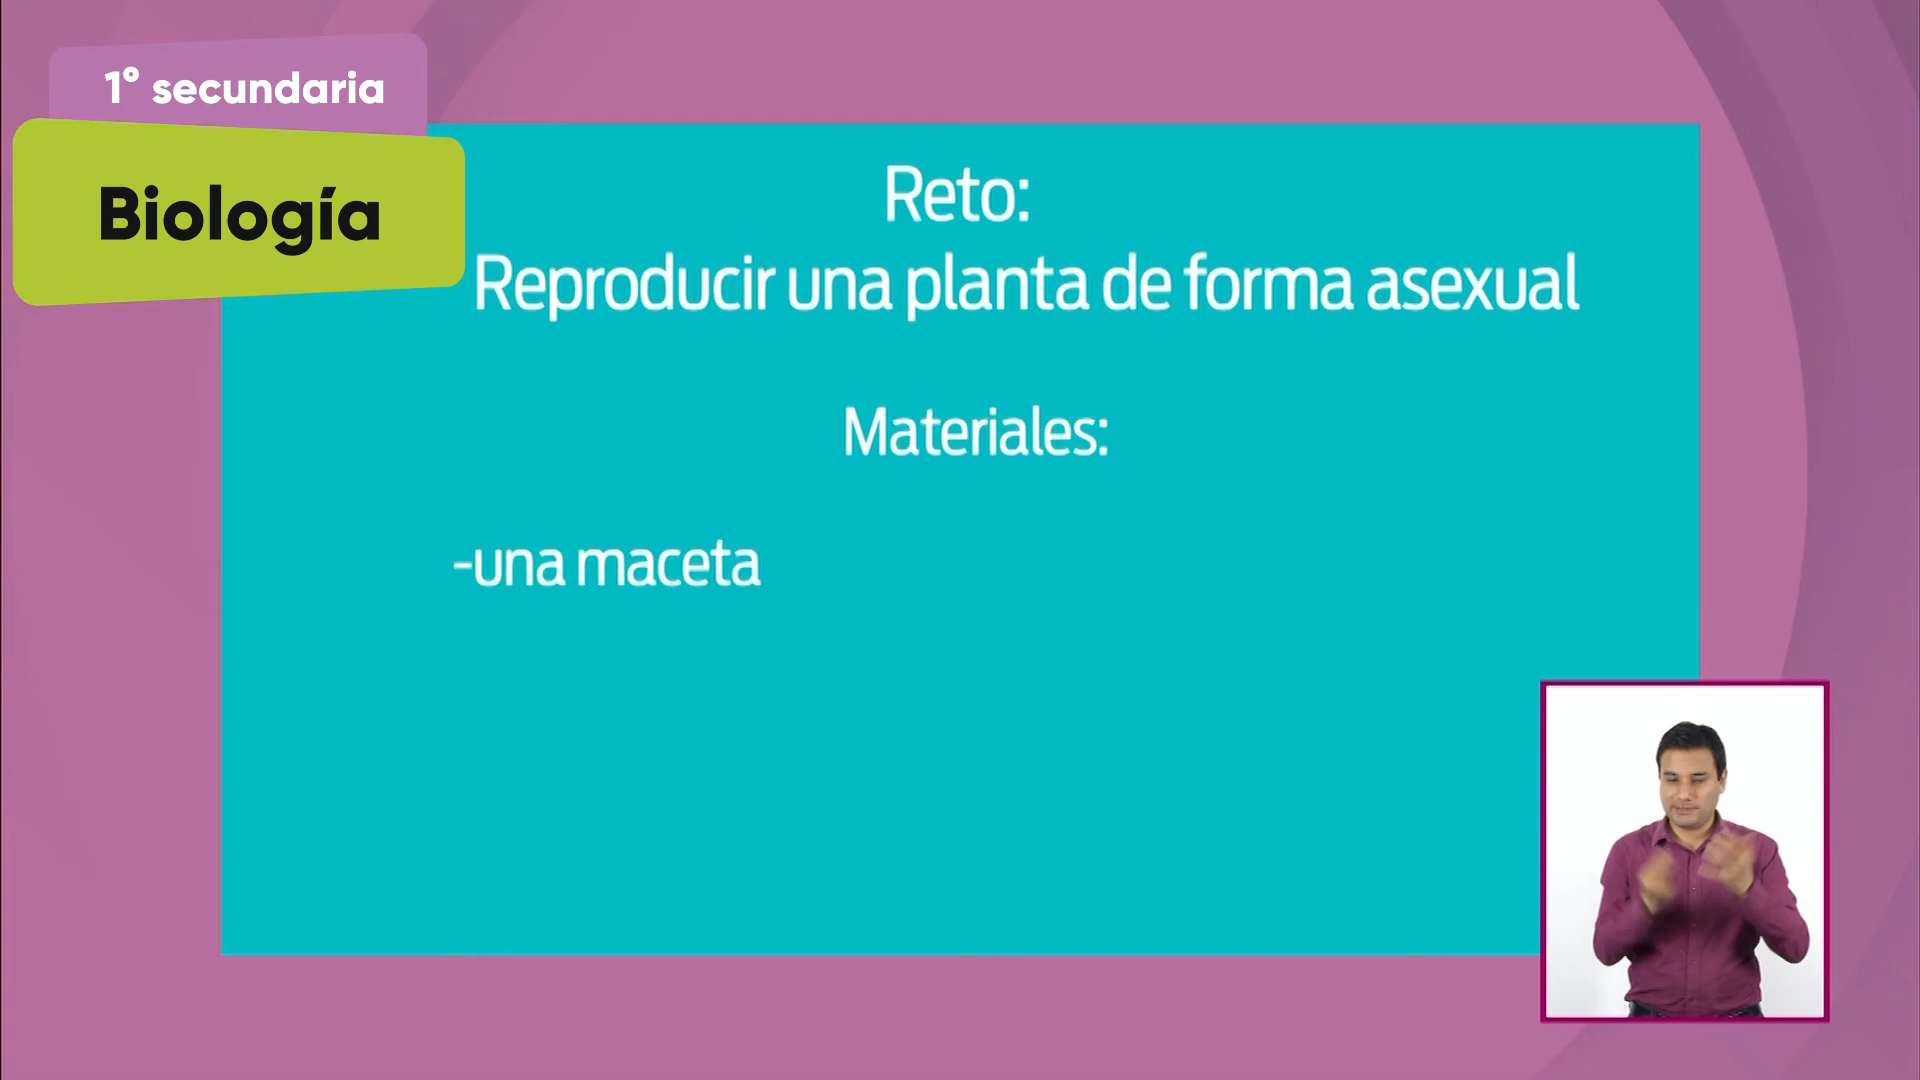 1° secundaria
Biología
Reto:
Reproducir una planta de forma asexual
Materiales:
-una maceta